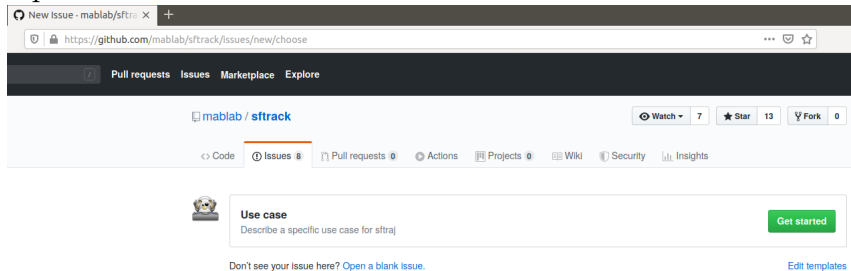 New Issue · mablab/sftra
https://github.com/mablab/sftrack/issues/new/choose
/ Pull requests Issues Marketplace Explore
mablab / sftrack Watch 7 Star 13 Fork 0
Code Issues 8 Pull requests 0 Actions Projects 0 Wiki Security Insights
Use case
Describe a specific use case for sftraj
Get started
Don't see your issue here? Open a blank issue. Edit templates